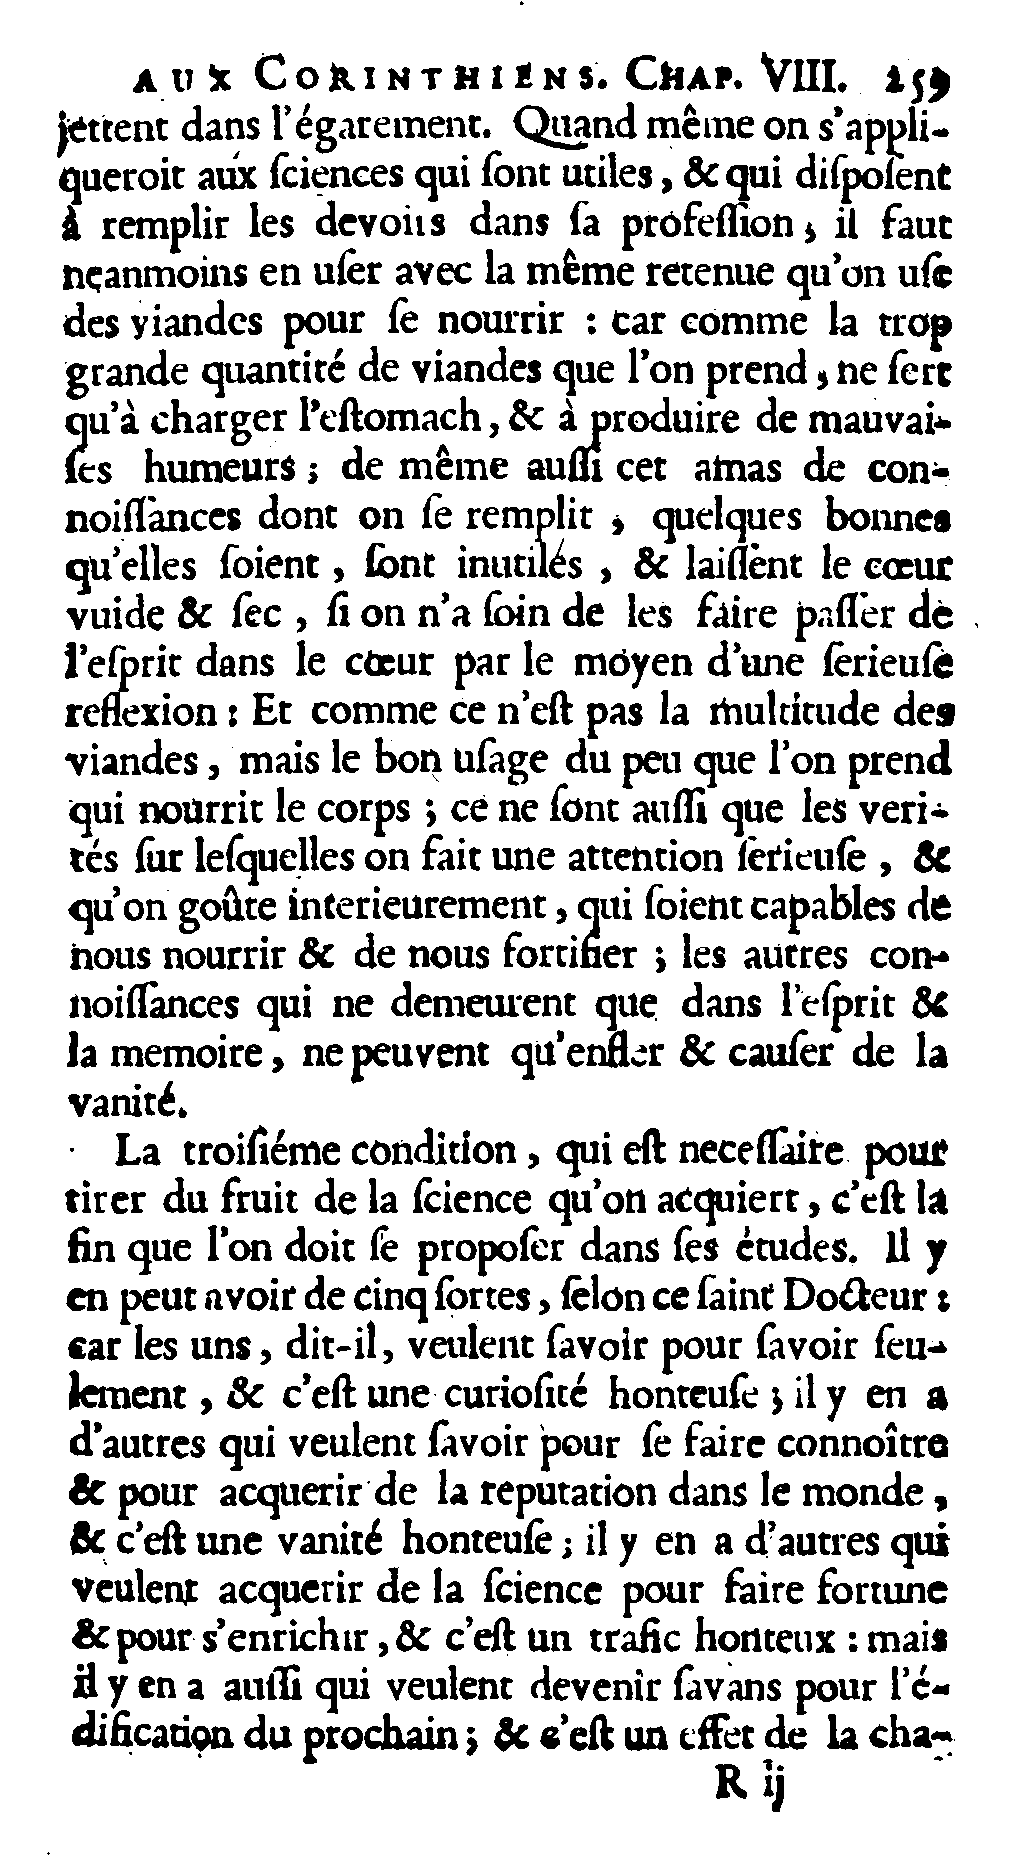 AUX CORINTHIENS. CHAP. VIII. 259
jettent dans l'égarement. Quand même on s'appli-
queroit aux ſciences qui ſont utiles, & qui diſpoſent
à remplir les devoirs dans ſa profeſſion, il faut
neanmoins en uſer avec la même retenue qu'on uſe
des viandes pour ſe nourrir : car comme la trop
grande quantité de viandes que l'on prend, ne ſert
qu'à charger l'eſtomach, & à produire de mauvai-
ſes humeurs ; de même auſſi cet amas de con-
noiſſances dont on ſe remplit, quelques bonnes
qu'elles ſoient, ſont inutiles, & laiſſent le cœur
vuide & ſec, ſi on n'a ſoin de les faire paſſer de
l'eſprit dans le cœur par le moyen d'une ſerieuſe
reflexion : Et comme ce n'eſt pas la multitude des
viandes, mais le bon uſage du peu que l'on prend
qui nourrit le corps ; ce ne ſont auſſi que les veri-
tés ſur leſquelles on fait une attention ſerieuſe, &
qu'on goûte interieurement, qui ſoient capables de
nous nourrir & de nous fortifier ; les autres con-
noiſſances qui ne demeurent que dans l'eſprit &
la memoire, ne peuvent qu'enfler & cauſer de la
vanité.
La troiſiéme condition, qui eſt neceſſaire pour
tirer du fruit de la ſcience qu'on acquiert, c'eſt la
fin que l'on doit ſe propoſer dans ſes études. Il y
en peut avoir de cinq ſortes, ſelon ce ſaint Docteur :
car les uns, dit-il, veulent ſavoir pour ſavoir ſeu-
lement, & c'eſt une curioſité honteuſe ; il y en a
d'autres qui veulent ſavoir pour ſe faire connoître
& pour acquerir de la reputation dans le monde,
& c'eſt une vanité honteuſe ; il y en a d'autres qui
veulent acquerir de la ſcience pour faire fortune
& pour s'enrichir, & c'eſt un trafic honteux : mais
il y en a auſſi qui veulent devenir ſavans pour l'é-
dification du prochain ; & c'eſt un effet de la cha-
R ij